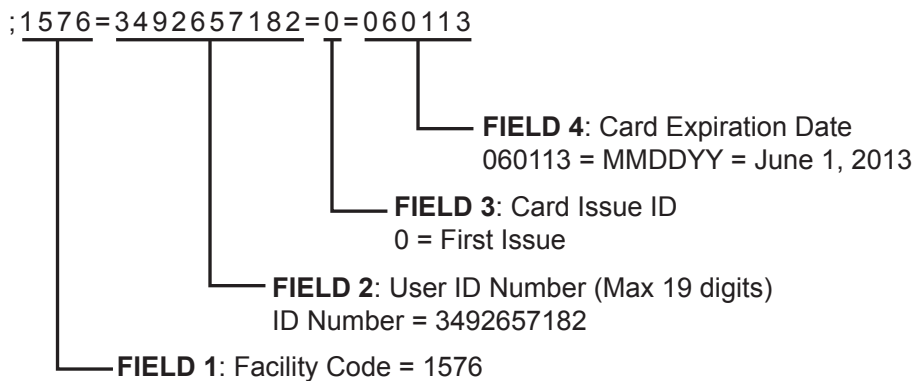 ;1576=3492657182=0=060113
FIELD 4: Card Expiration Date
060113 = MMDDYY = June 1, 2013
FIELD 3: Card Issue ID
0 = First Issue
FIELD 2: User ID Number (Max 19 digits)
ID Number = 3492657182
FIELD 1: Facility Code = 1576